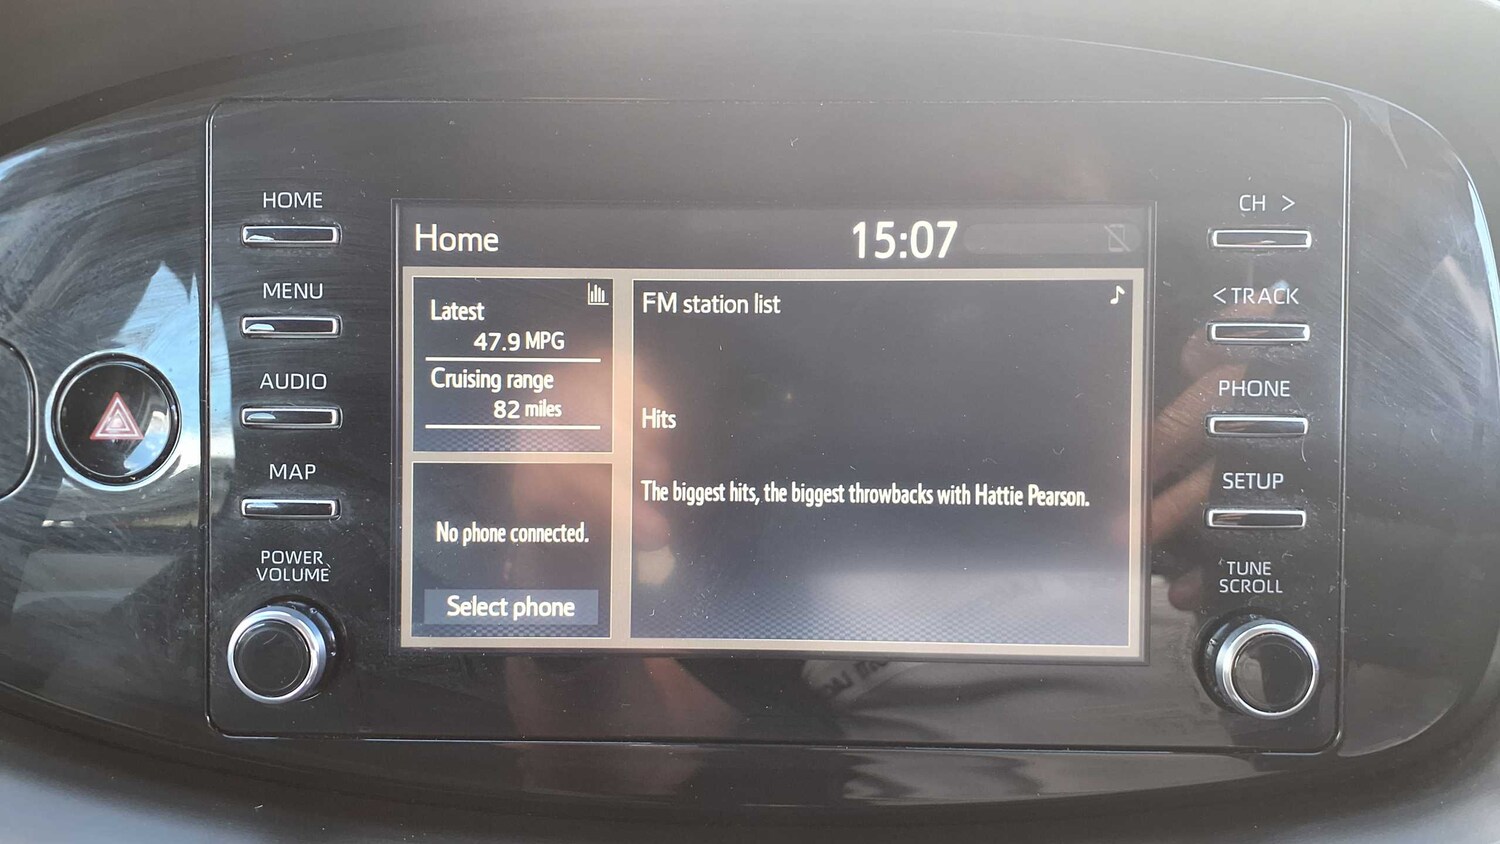 HOME
MENU
AUDIO
MAP
POWER
VOLUME
Home
15:07
Latest
47.9 MPG
Cruising range
82 miles
No phone connected.
Select phone
FM station list
Hits
The biggest hits, the biggest throwbacks with Hattie Pearson.
CH >
< TRACK
PHONE
SETUP
TUNE
SCROLL